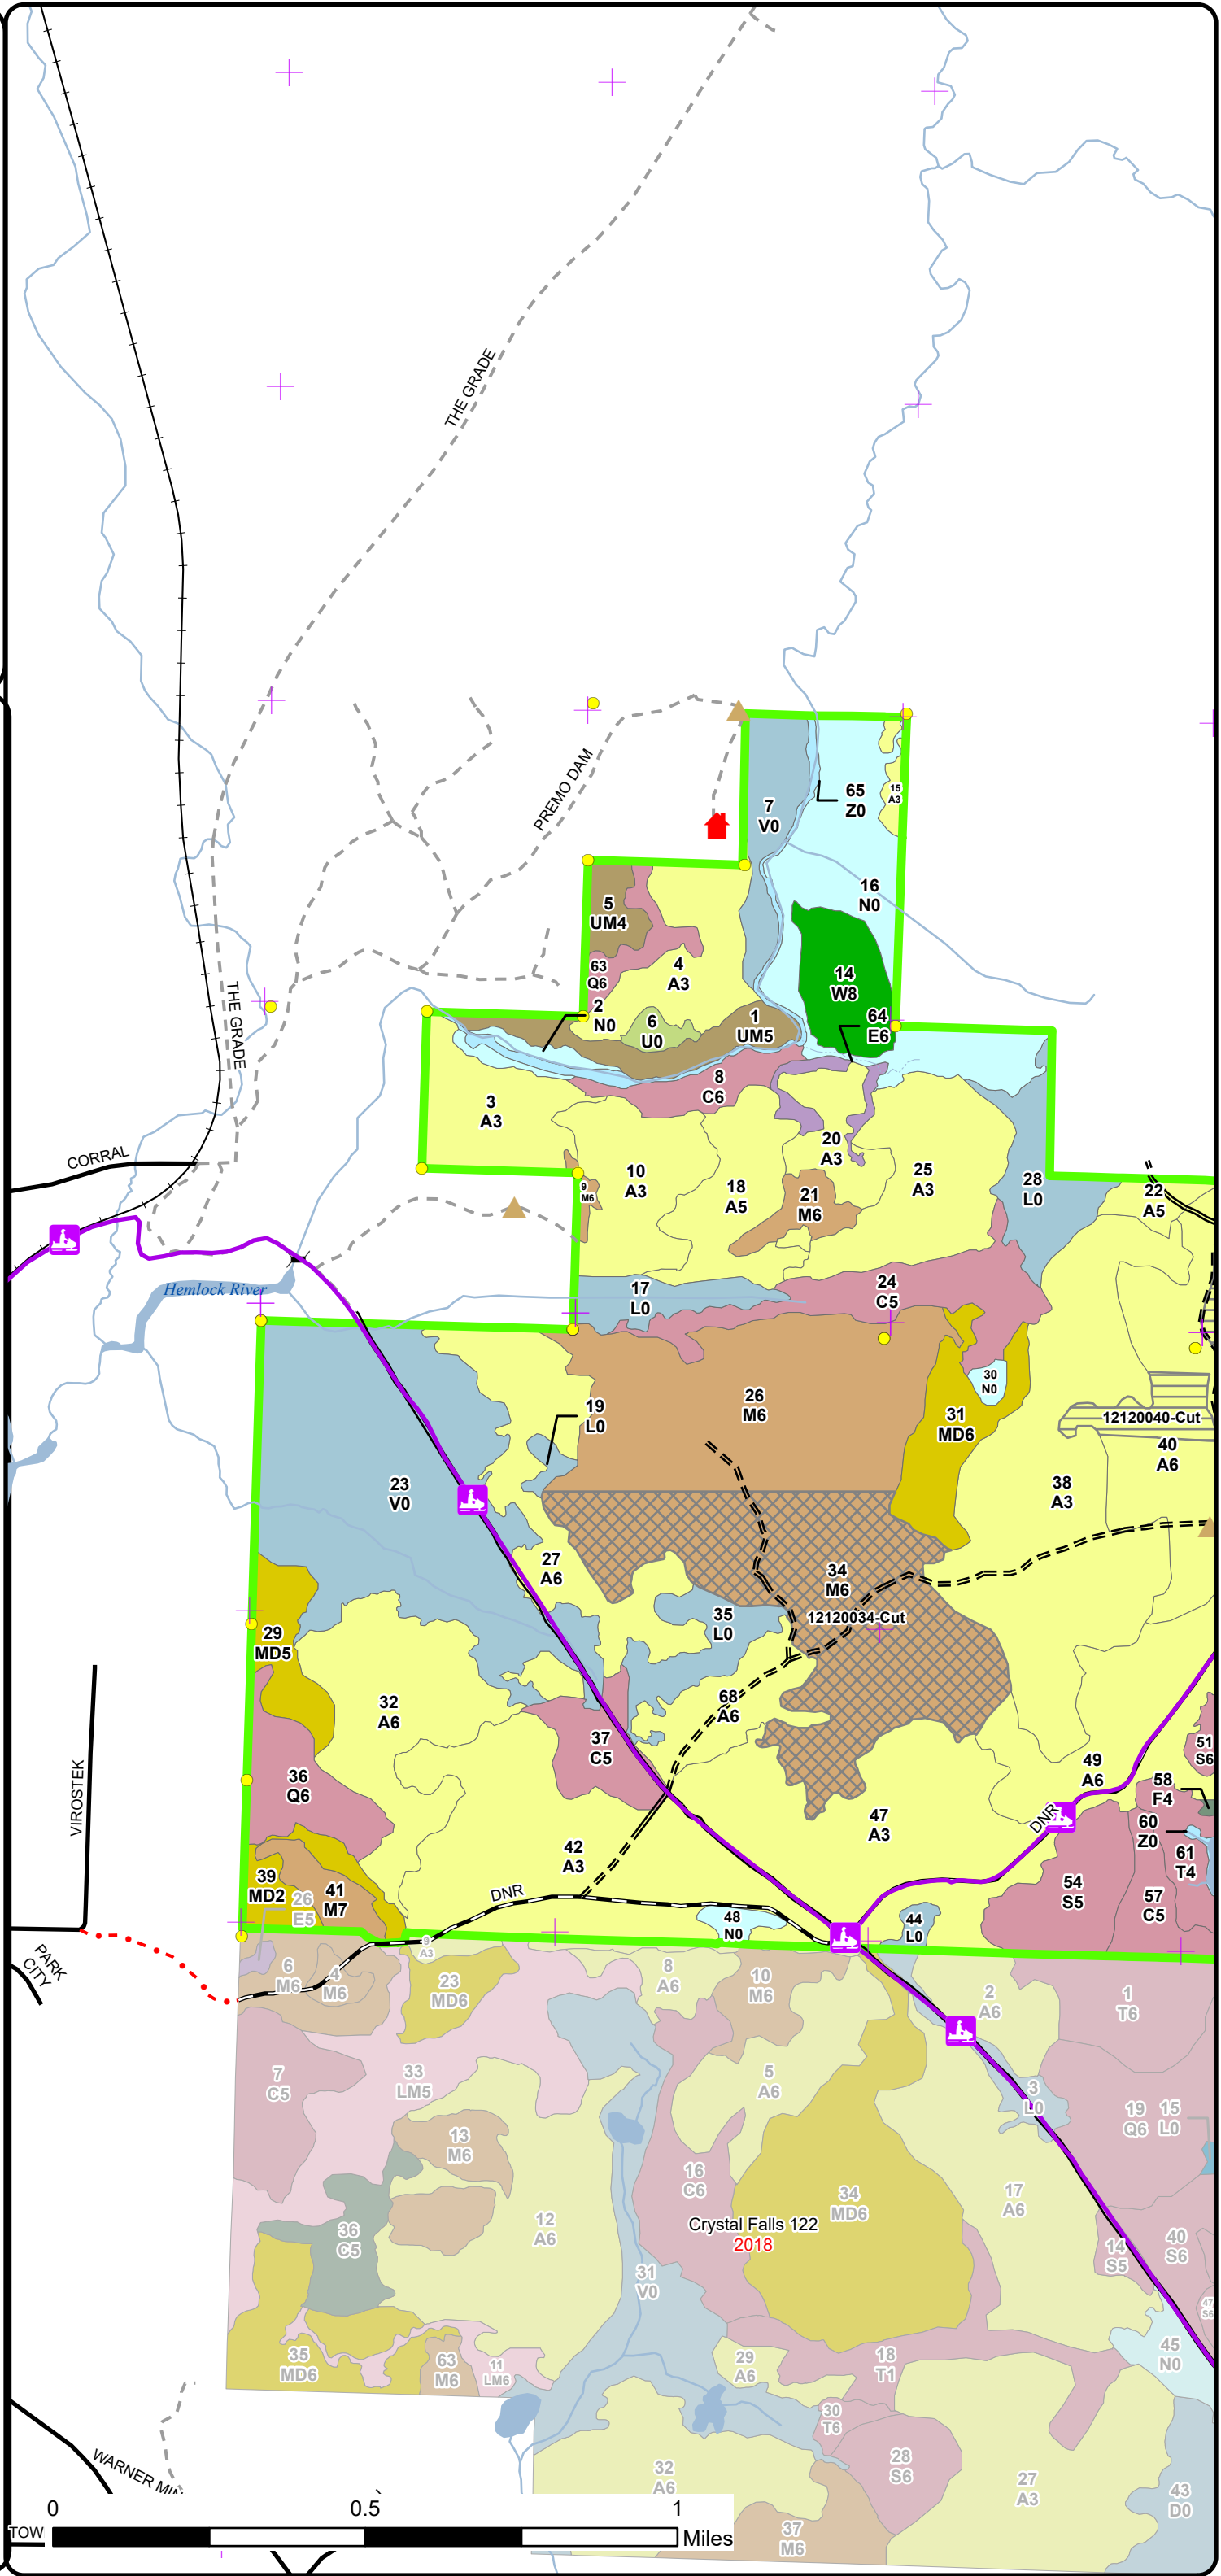 THE GRADE
PREMO DAM
7
V0
65
Z0
15
A3
16
N0
5
UM4
63
Q6
4
A3
14
W8
2
N0
6
U0
1
UM5
64
E6
THE GRADE
8
C6
3
A3
20
A3
CORRAL
10
A3
18
A5
21
M6
25
A3
28
L0
22
A5
9
M6
Hemlock River
17
L0
24
C5
30
N0
26
M6
19
L0
31
MD6
12120040-Cut
40
A6
23
V0
38
A3
27
A6
34
M6
12120034-Cut
35
L0
29
MD5
32
A6
68
A6
37
C5
51
S6
49
A6
58
F4
36
Q6
VIROSTEK
DNR
60
Z0
47
A3
61
T4
42
A3
39
MD2
41
M7
26
E5
DNR
54
S5
57
C5
48
N0
44
L0
9
A3
PARK
CITY
6
M6
4
M6
23
MD6
8
A6
10
M6
2
A6
1
T6
7
C5
33
LM5
5
A6
3
L0
19
Q6
15
L0
13
M6
16
C6
34
MD6
17
A6
12
A6
36
C5
Crystal Falls 122
2018
14
S5
40
S6
31
V0
47
S6
35
MD6
63
M6
11
LM6
29
A6
18
T1
45
N0
30
T6
28
S6
32
A6
27
A3
43
D0
WARNER MIN
0
0.5
1
Miles
TOW
37
M6